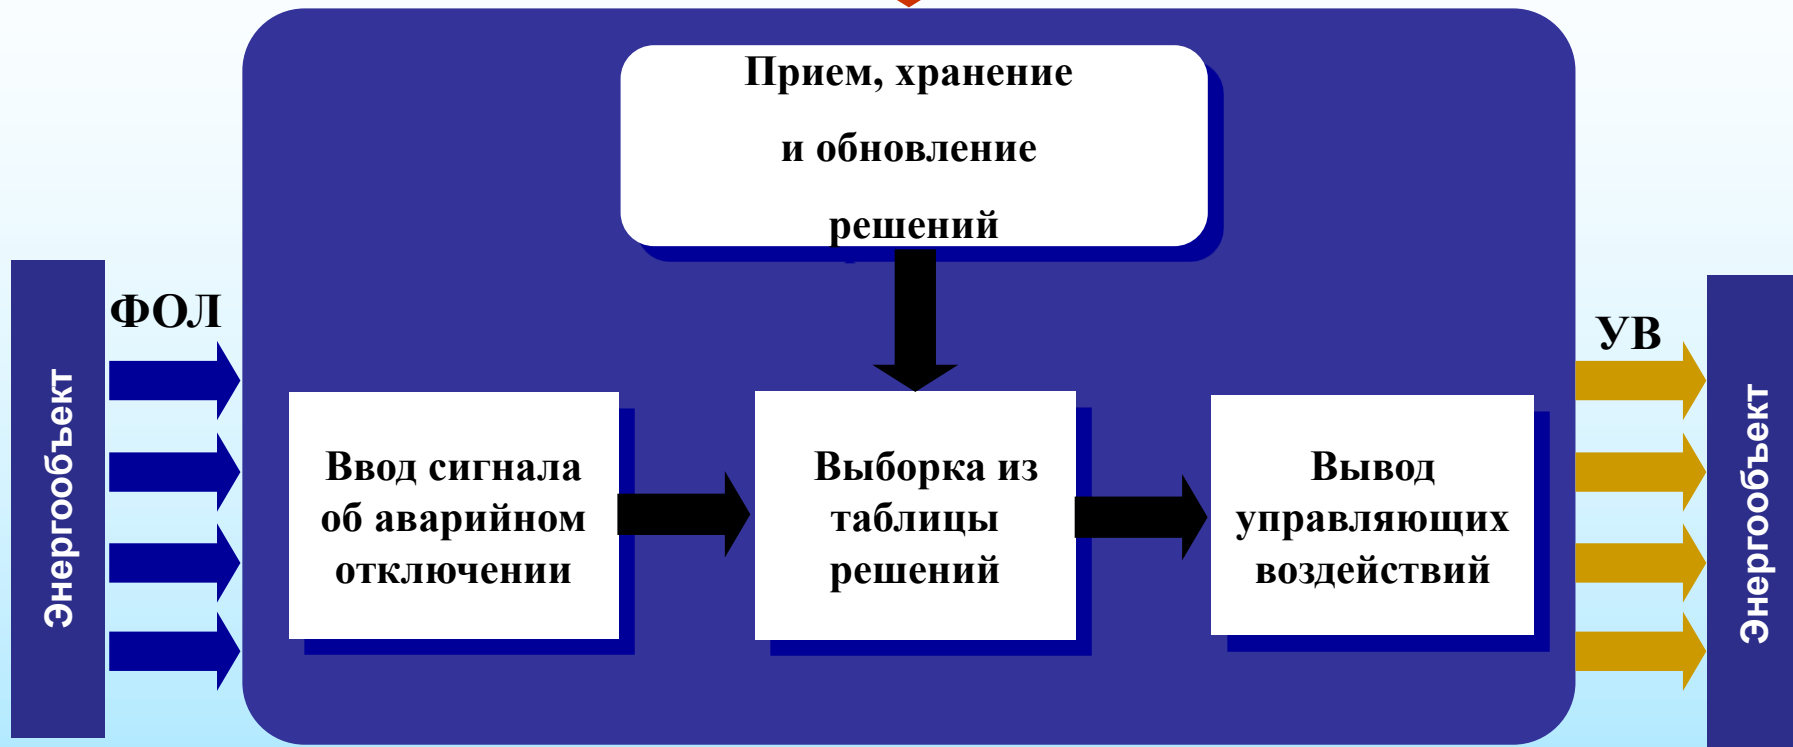 Прием, хранение
и обновление
решений
Энергообъект
ФОЛ
Ввод сигнала
об аварийном
отключении
Выборка из
таблицы
решений
Вывод
управляющих
воздействий
УВ
Энергообъект